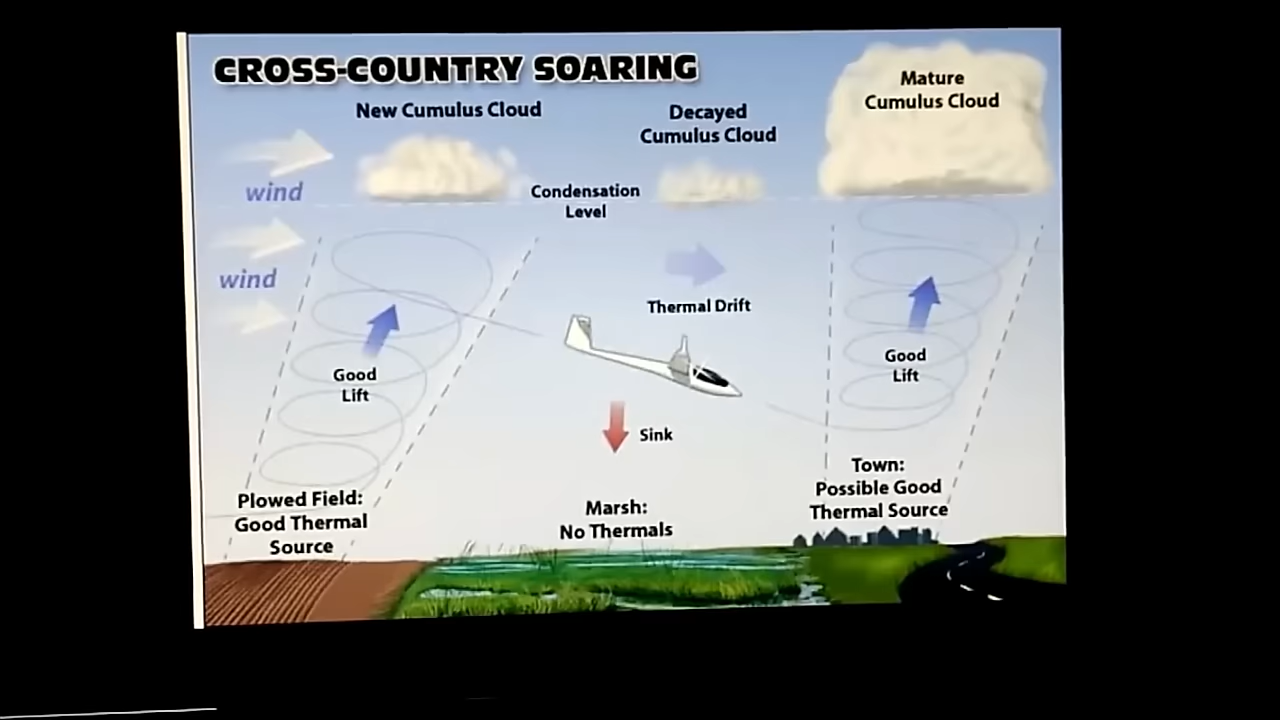 CROSS-COUNTRY SOARING
New Cumulus Cloud
Decayed
Cumulus Cloud
Mature
Cumulus Cloud
wind
Condensation
Level
wind
Thermal Drift
Good
Lift
Good
Lift
Sink
Plowed Field:
Good Thermal
Source
Marsh:
No Thermals
Town:
Possible Good
Thermal Source